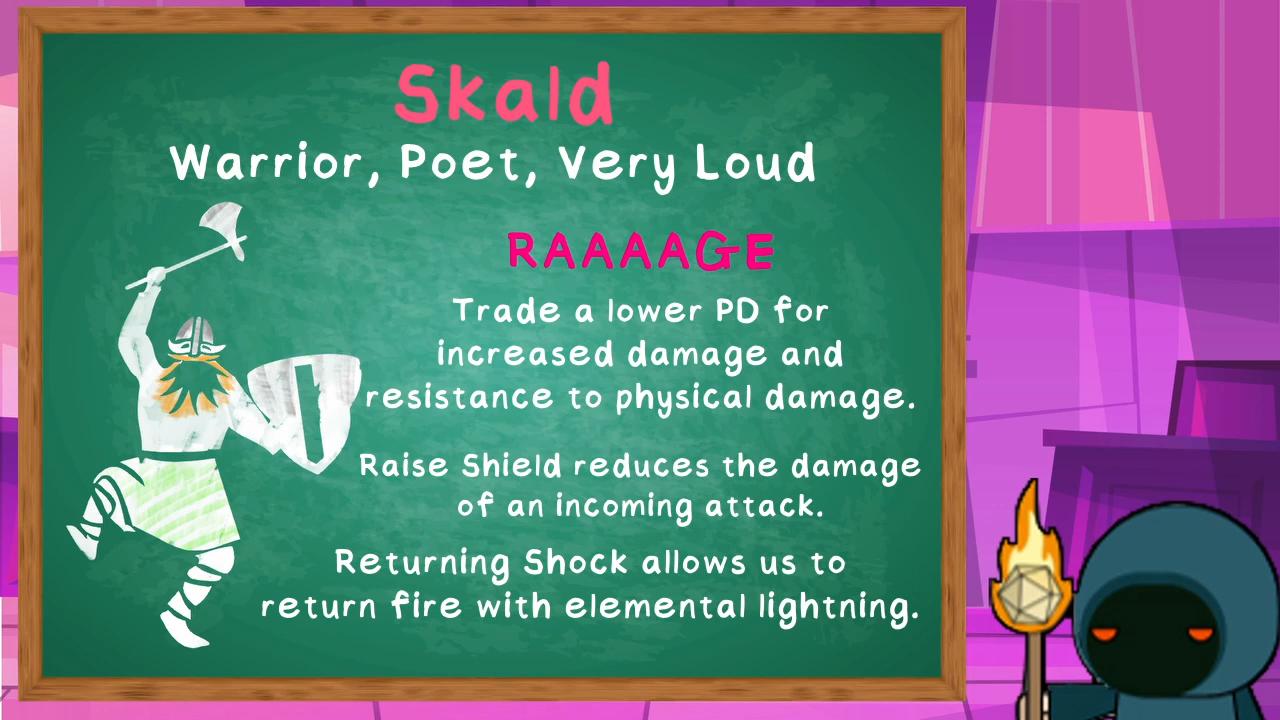 Skald
Warrior, Poet, Very Loud
RAAAAGE
Trade a lower PD for
increased damage and
resistance to physical damage.
Raise Shield reduces the damage
of an incoming attack.
Returning Shock allows us to
return fire with elemental lightning.